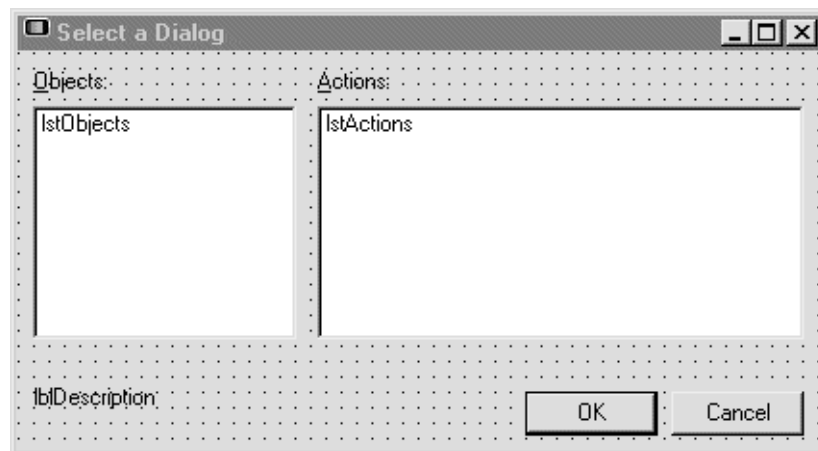 Select a Dialog
Objects: Actions:
lstObjects lstActions
lblDescription
OK Cancel